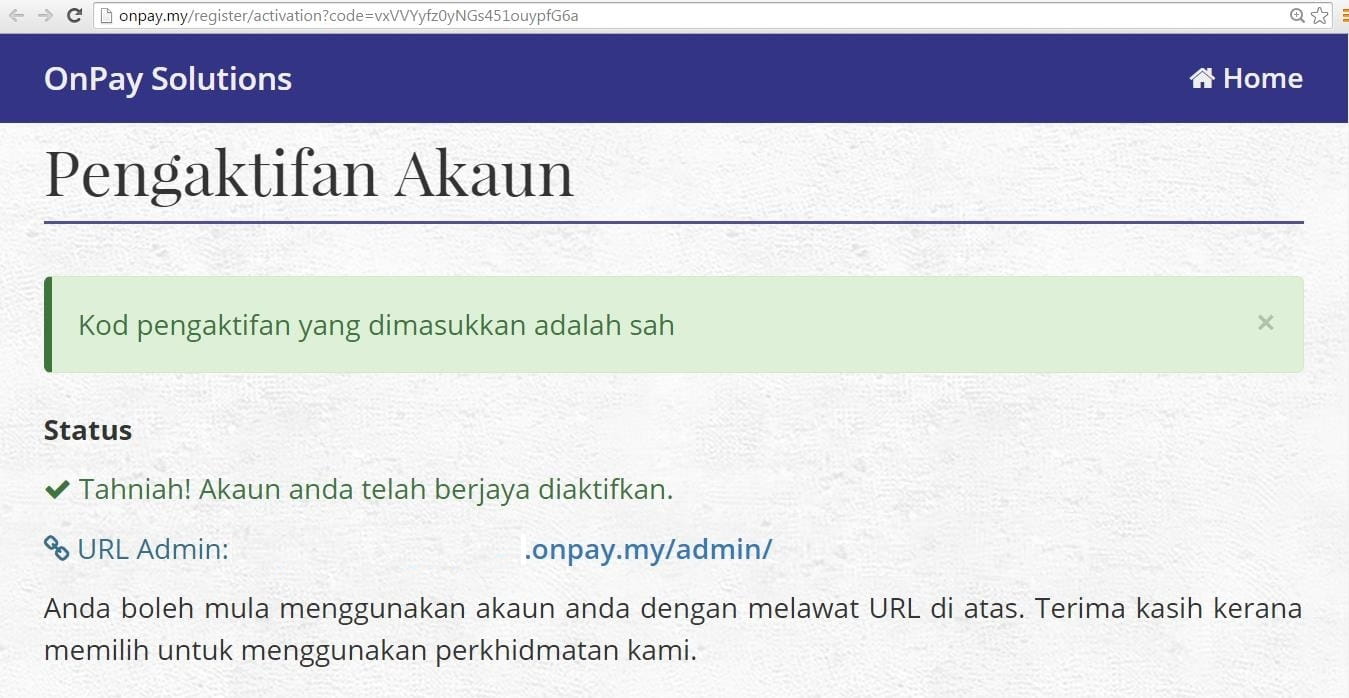 onpay.my/register/activation?code=vxVVYyfz0yNGs451ouypfG6a
OnPay Solutions
Home
Pengaktifan Akaun
Kod pengaktifan yang dimasukkan adalah sah
×
Status
Tahniah! Akaun anda telah berjaya diaktifkan.
URL Admin: .onpay.my/admin/
Anda boleh mula menggunakan akaun anda dengan melawat URL di atas. Terima kasih kerana
memilih untuk menggunakan perkhidmatan kami.